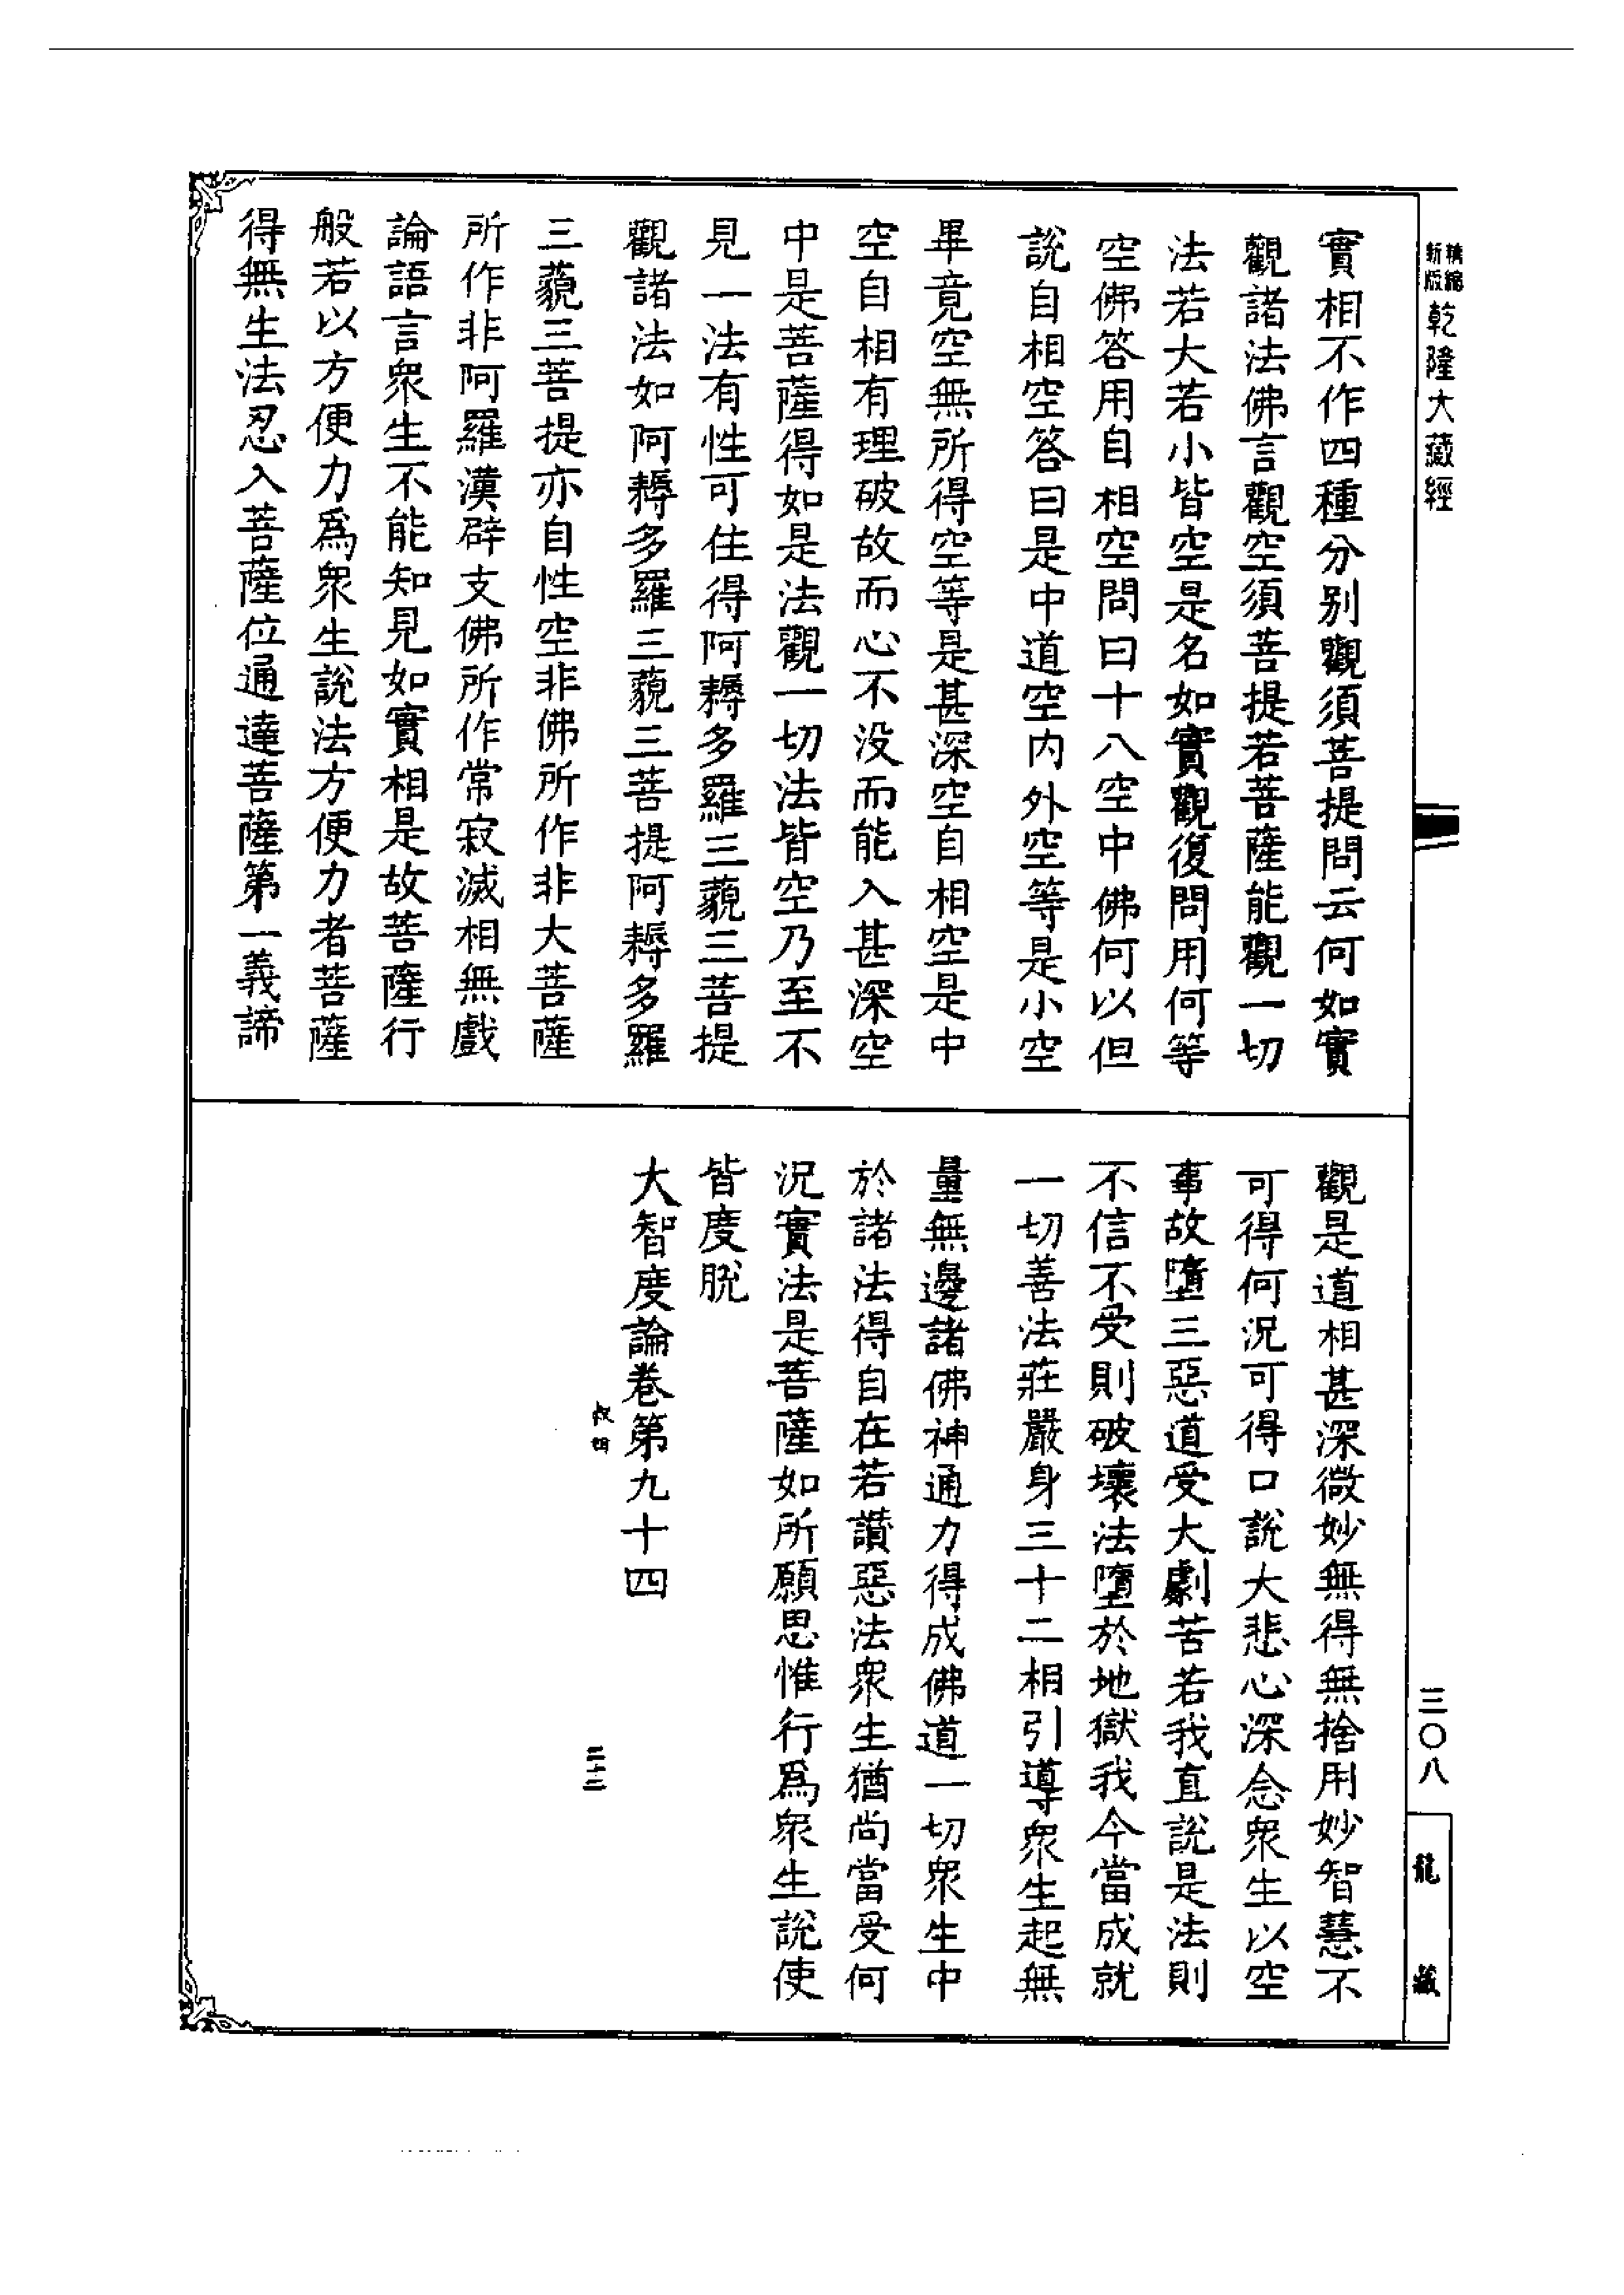 精縮
新版
乾隆大藏經
實相不作四種分别觀須菩提問云何如實
觀諸法佛言觀空須菩提若菩薩能觀一切
法若大若小皆空是名如實觀復問用何等
空佛答用自相空問曰十八空中佛何以但
說自相空答曰是中道空内外空等是小空
畢竟空無所得空等是甚深空自相空是中
空自相有理破故而心不没而能入甚深空
中是菩薩得如是法觀一切法皆空乃至不
見一法有性可住得阿耨多羅三藐三菩提
觀諸法如阿耨多羅三藐三菩提阿耨多羅
三藐三菩提亦自性空非佛所作非大菩薩
所作非阿羅漢辟支佛所作常寂滅相無戲
論語言衆生不能知見如實相是故菩薩行
般若以方便力爲衆生說法方便力者菩薩
得無生法忍入菩薩位通達菩薩第一義諦
觀是道相甚深微妙無得無捨用妙智慧不
可得何況可得口說大悲心深念衆生以空
事故墮三惡道受大劇苦若我直說是法則
不信不受則破壞法墮於地獄我今當成就
一切善法莊嚴身三十二相引導衆生起無
量無邊諸佛神通力得成佛道一切衆生中
於諸法得自在若讚惡法衆生猶尚當受何
況實法是菩薩如所願思惟行爲衆生說使
皆度脫
大智度論卷第九十四
三〇八
龍藏